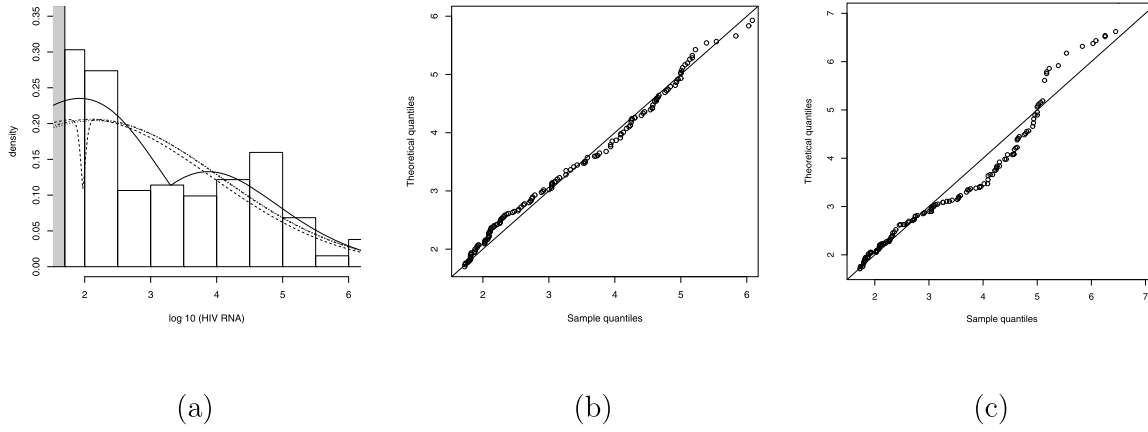 0.35
0.30
0.25
0.20
0.15
0.10
0.05
0.00
density
2 3 4 5 6
log 10 (HIV RNA)
6
5
4
3
2
Theoretical quantiles
2 3 4 5 6
Sample quantiles
7
6
5
4
3
2
Theoretical quantiles
2 3 4 5 6 7
Sample quantiles
(a) (b) (c)